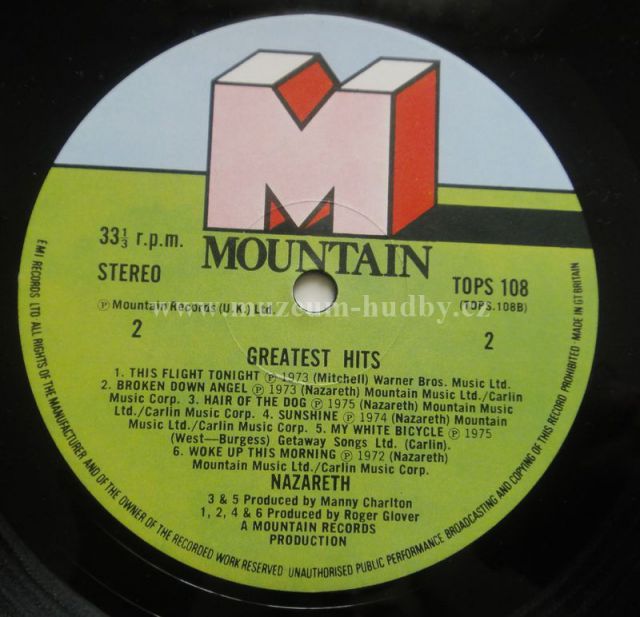 M
MOUNTAIN
33⅓ r.p.m.
STEREO
TOPS 108
(TOPS.108B)
℗ Mountain Records (U.K.) Ltd.
2
2
www.muzeum-hudby.cz
GREATEST HITS
1. THIS FLIGHT TONIGHT ℗ 1973 (Mitchell) Warner Bros. Music Ltd.
2. BROKEN DOWN ANGEL ℗ 1973 (Nazareth) Mountain Music Ltd./Carlin
Music Corp. 3. HAIR OF THE DOG ℗ 1975 (Nazareth) Mountain Music
Ltd./Carlin Music Corp. 4. SUNSHINE ℗ 1974 (Nazareth) Mountain
Music Ltd./Carlin Music Corp. 5. MY WHITE BICYCLE ℗ 1975
(West—Burgess) Getaway Songs Ltd. (Carlin).
6. WOKE UP THIS MORNING ℗ 1972 (Nazareth)
Mountain Music Ltd./Carlin Music Corp.
NAZARETH
3 & 5 Produced by Manny Charlton
1, 2, 4 & 6 Produced by Roger Glover
A MOUNTAIN RECORDS
PRODUCTION
EMI RECORDS LTD ALL RIGHTS OF THE MANUFACTURER AND OF THE OWNER OF THE RECORDED WORK RESERVED UNAUTHORISED PUBLIC PERFORMANCE BROADCASTING AND COPYING OF THIS RECORD PROHIBITED · MADE IN GT BRITAIN